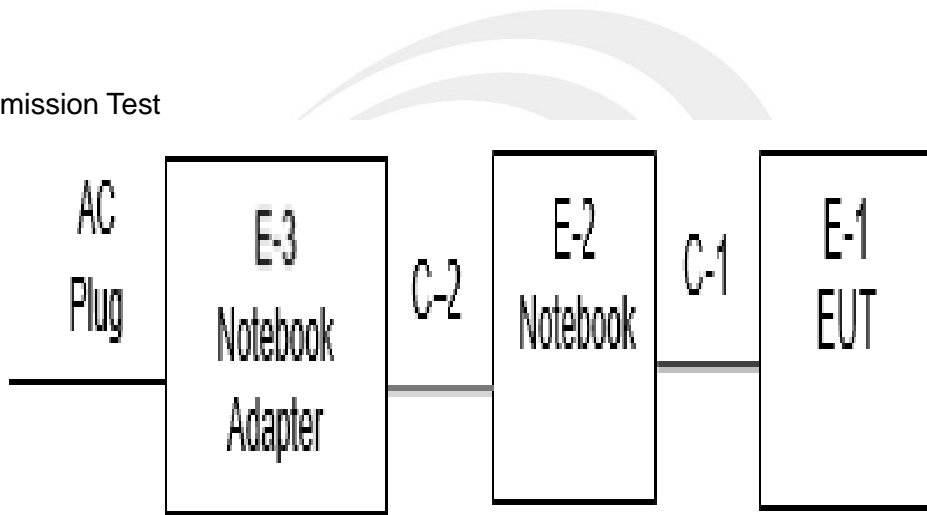 mission Test
AC
Plug
E-3
Notebook
Adapter
C-2
E-2
Notebook
C-1
E-1
EUT